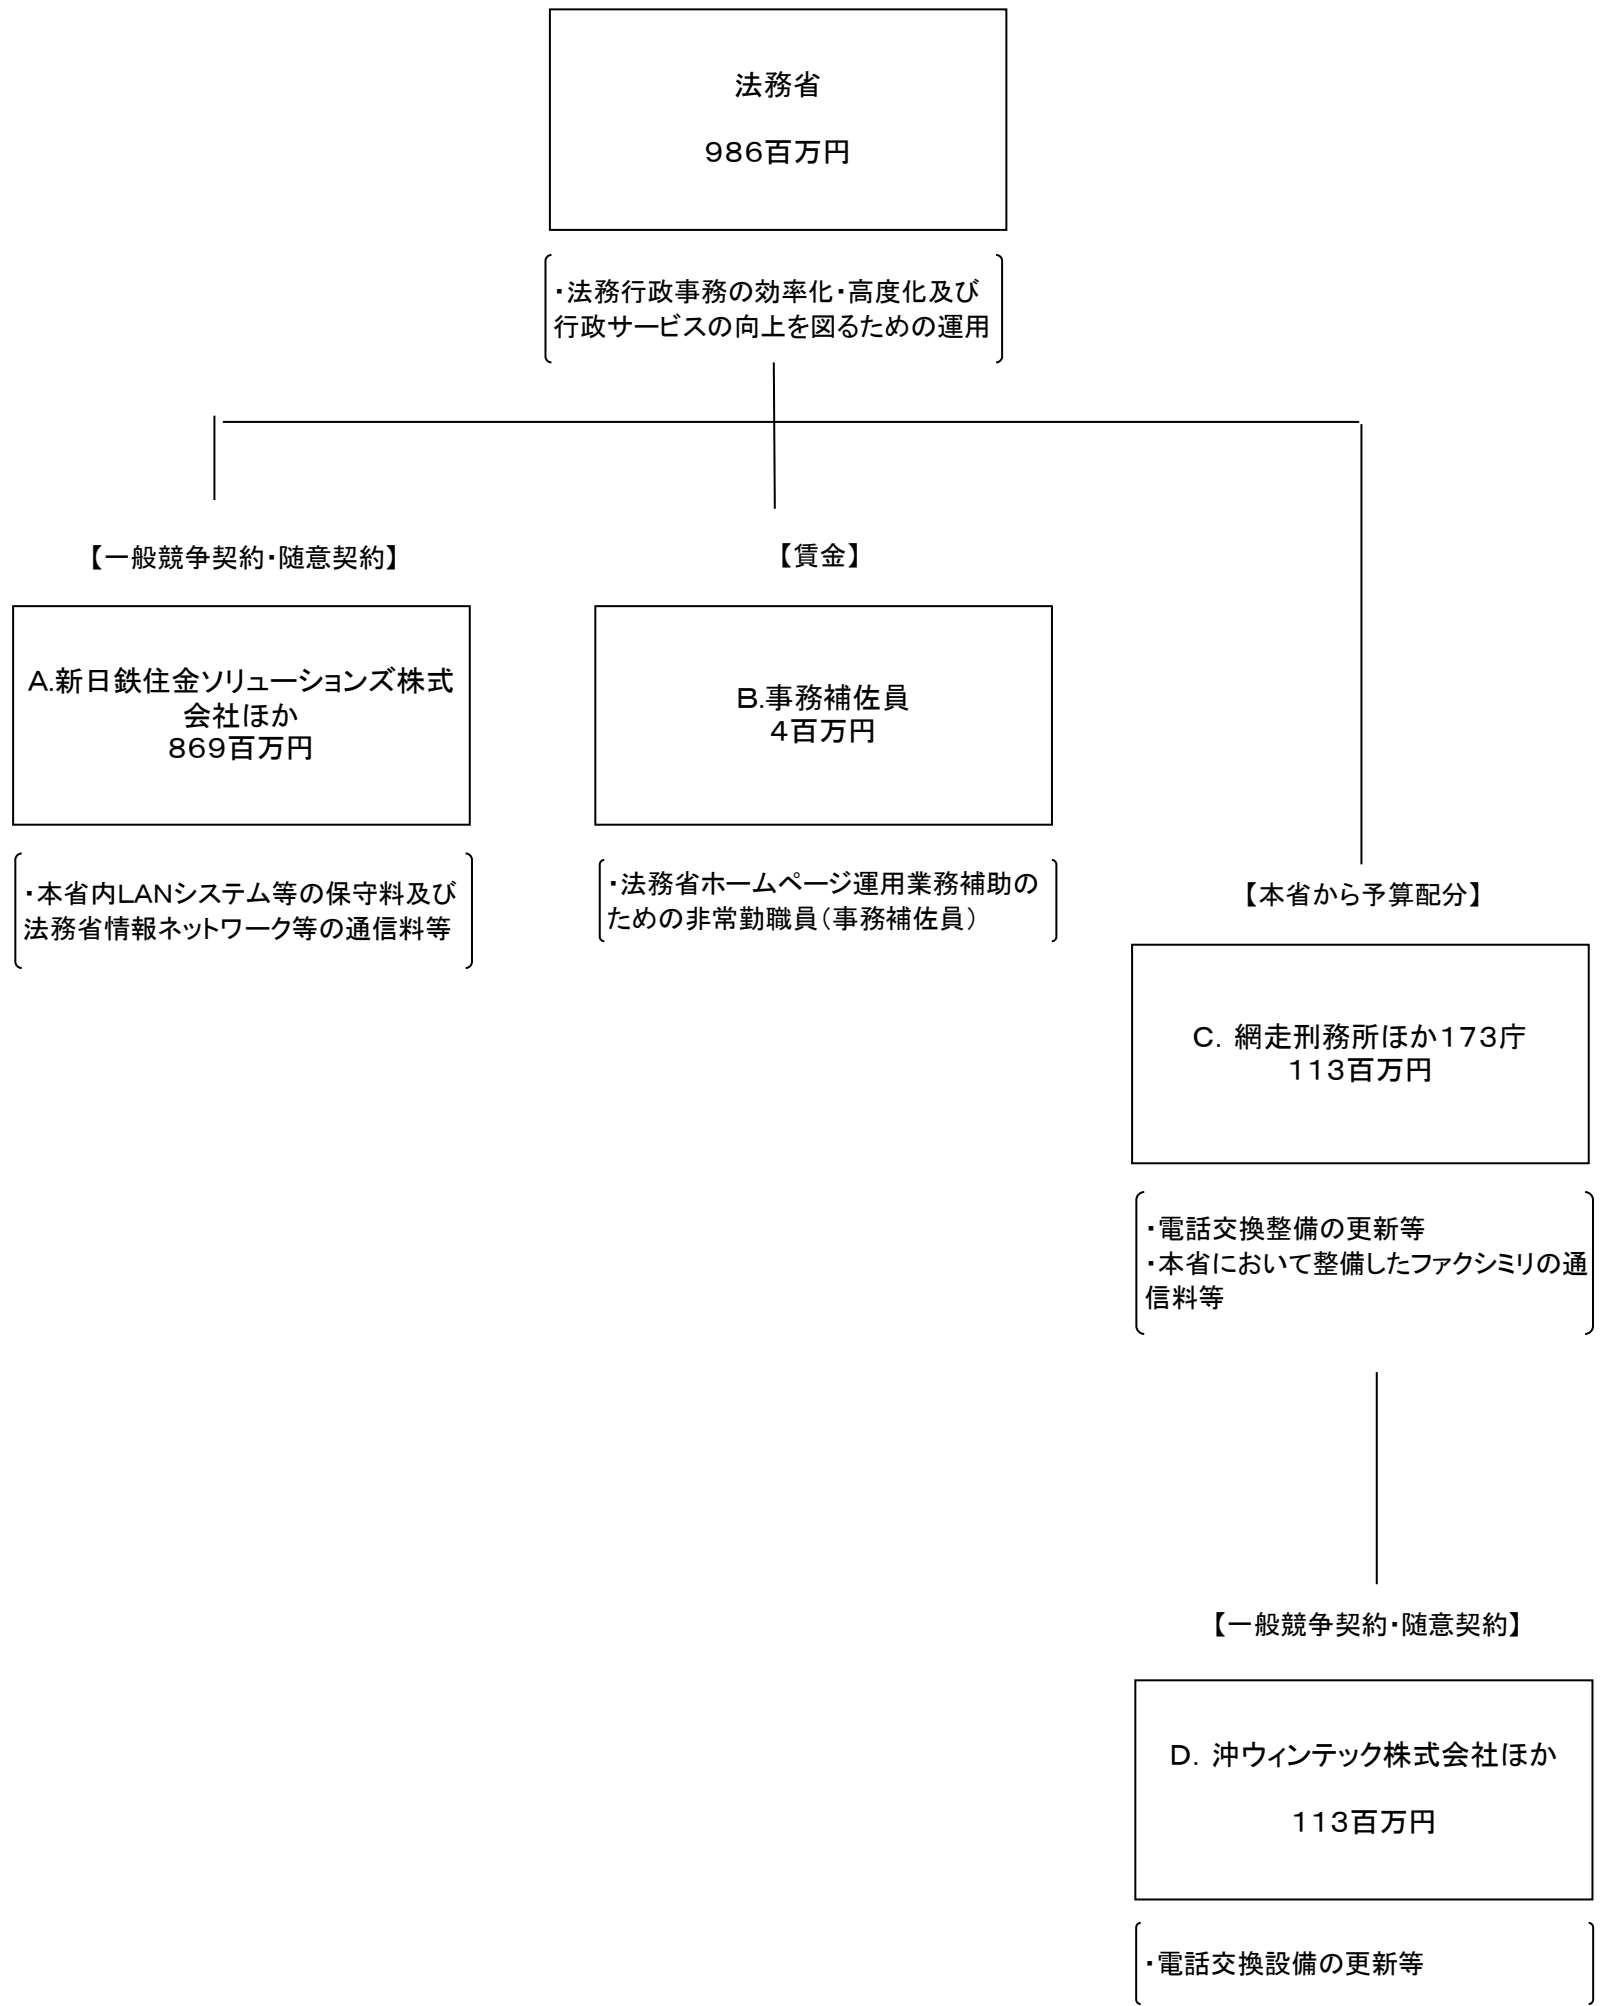 法務省
986百万円
・法務行政事務の効率化・高度化及び
行政サービスの向上を図るための運用
【一般競争契約・随意契約】
A.新日鉄住金ソリューションズ株式
会社ほか
869百万円
・本省内LANシステム等の保守料及び
法務省情報ネットワーク等の通信料等
【賃金】
B.事務補佐員
4百万円
・法務省ホームページ運用業務補助の
ための非常勤職員（事務補佐員）
【本省から予算配分】
C. 網走刑務所ほか173庁
113百万円
・電話交換整備の更新等
・本省において整備したファクシミリの通
信料等
【一般競争契約・随意契約】
D. 沖ウィンテック株式会社ほか
113百万円
・電話交換設備の更新等